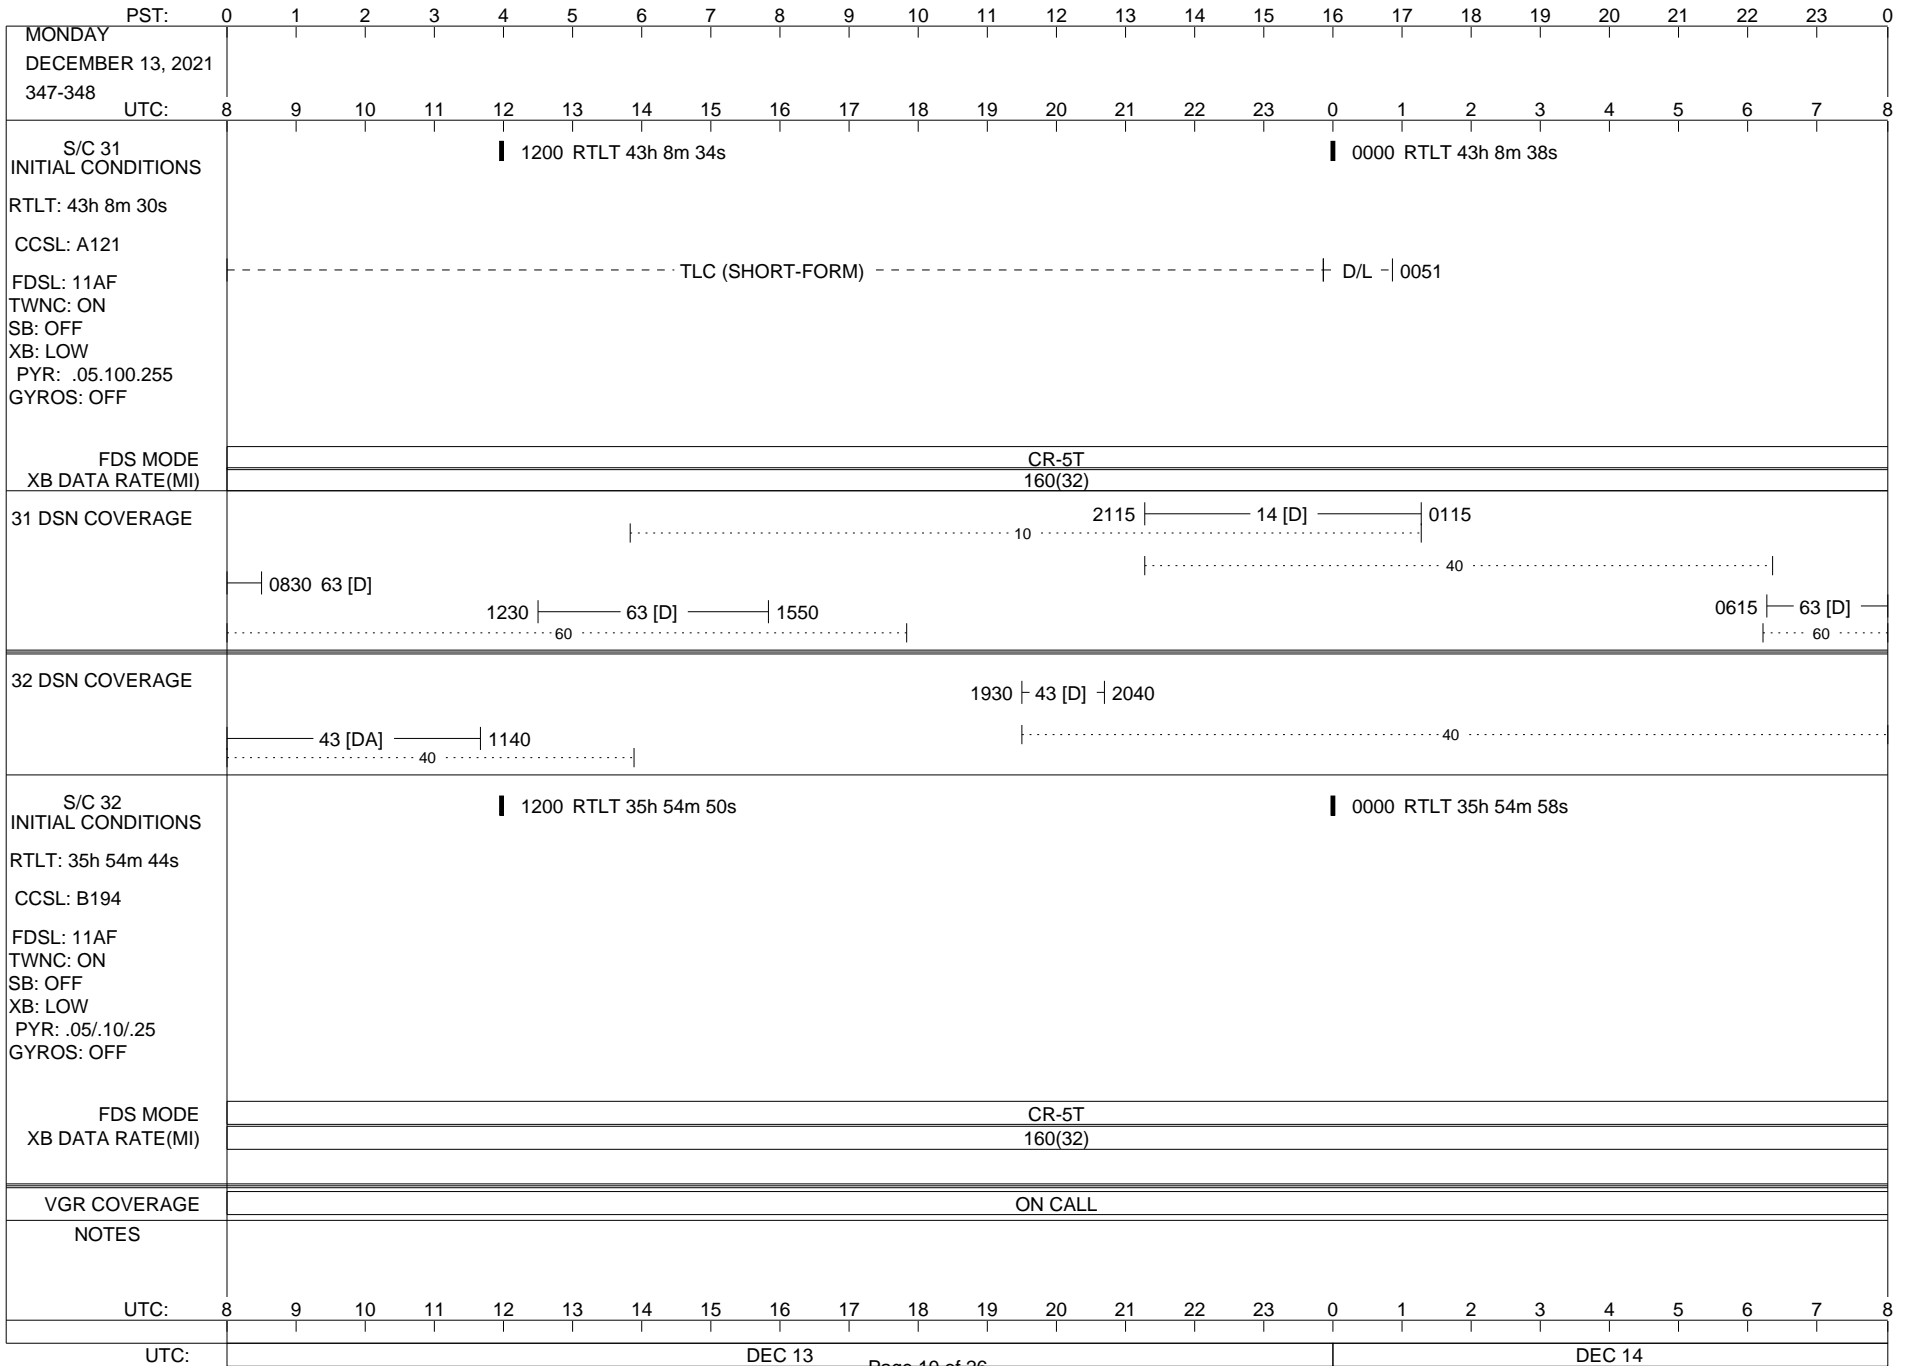 PST: 0 1 2 3 4 5 6 7 8 9 10 11 12 13 14 15 16 17 18 19 20 21 22 23 0
MONDAY
DECEMBER 13, 2021
347-348
UTC: 8 9 10 11 12 13 14 15 16 17 18 19 20 21 22 23 0 1 2 3 4 5 6 7 8
S/C 31
INITIAL CONDITIONS
1200 RTLT 43h 8m 34s
0000 RTLT 43h 8m 38s
RTLT: 43h 8m 30s
CCSL: A121
TLC (SHORT-FORM) D/L 0051
FDSL: 11AF
TWNC: ON
SB: OFF
XB: LOW
PYR: .05.100.255
GYROS: OFF
FDS MODE CR-5T
XB DATA RATE(MI) 160(32)
31 DSN COVERAGE
2115 14 [D] 0115
10
40
0830 63 [D]
1230 63 [D] 1550
0615 63 [D]
60
60
32 DSN COVERAGE
1930 43 [D] 2040
43 [DA] 1140
40
40
S/C 32
INITIAL CONDITIONS
1200 RTLT 35h 54m 50s
0000 RTLT 35h 54m 58s
RTLT: 35h 54m 44s
CCSL: B194
FDSL: 11AF
TWNC: ON
SB: OFF
XB: LOW
PYR: .05/.10/.25
GYROS: OFF
FDS MODE CR-5T
XB DATA RATE(MI) 160(32)
VGR COVERAGE ON CALL
NOTES
UTC: 8 9 10 11 12 13 14 15 16 17 18 19 20 21 22 23 0 1 2 3 4 5 6 7 8
UTC: DEC 13 DEC 14